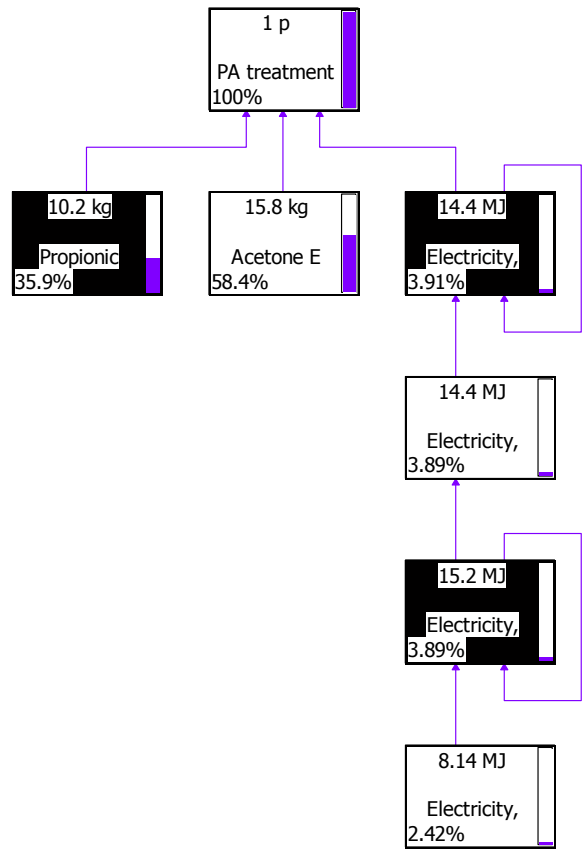 1 p
PA treatment
100%
10.2 kg
Propionic
35.9%
15.8 kg
Acetone E
58.4%
14.4 MJ
Electricity,
3.91%
14.4 MJ
Electricity,
3.89%
15.2 MJ
Electricity,
3.89%
8.14 MJ
Electricity,
2.42%